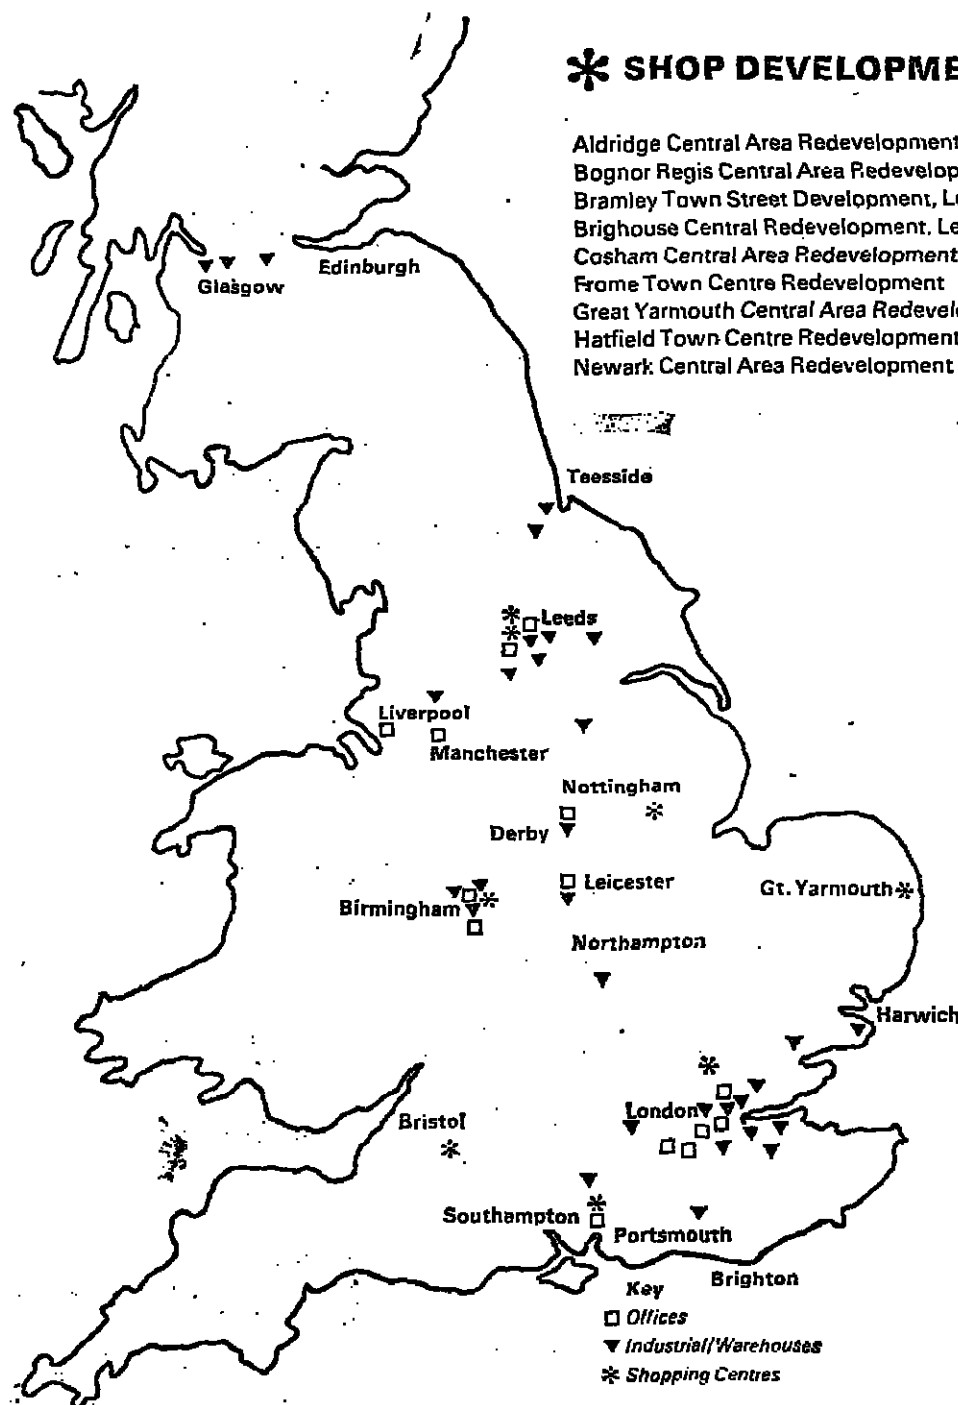 SHOP DEVELOPME
Aldridge Central Area Redevelopment
Bognor Regis Central Area Redevelop
Bramley Town Street Development, Le
Brighouse Central Redevelopment, Le
Cosham Central Area Redevelopment
Frome Town Centre Redevelopment
Great Yarmouth Central Area Redevelo
Hatfield Town Centre Redevelopment
Newark Central Area Redevelopment
Edinburgh
Glasgow
Teesside
Leeds
Liverpool
Manchester
Nottingham
Derby
Leicester
Gt. Yarmouth
Birmingham
Northampton
Harwich
London
Bristol
Southampton
Portsmouth
Brighton
Key
Offices
Industrial/Warehouses
Shopping Centres